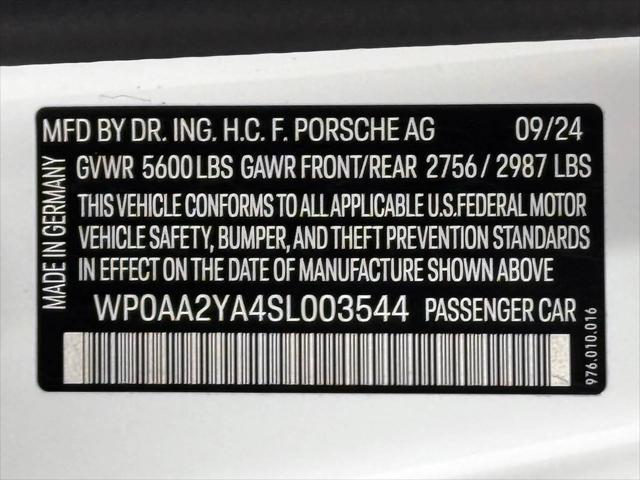 MFD BY DR. ING. H.C. F. PORSCHE AG 09/24
GVWR 5600 LBS GAWR FRONT/REAR 2756 / 2987 LBS
THIS VEHICLE CONFORMS TO ALL APPLICABLE U.S.FEDERAL MOTOR
VEHICLE SAFETY, BUMPER, AND THEFT PREVENTION STANDARDS
IN EFFECT ON THE DATE OF MANUFACTURE SHOWN ABOVE
WP0AA2YA4SL003544 PASSENGER CAR
MADE IN GERMANY
976.010.016